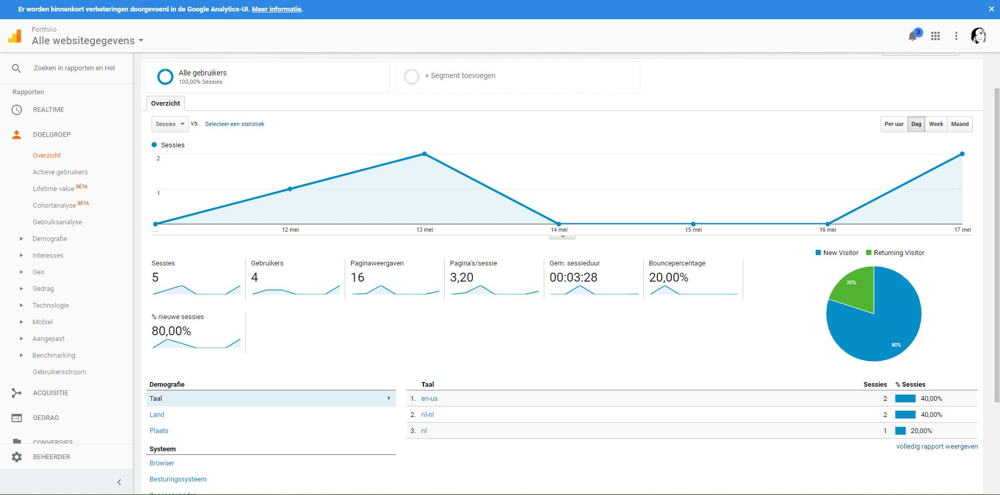 Er worden binnenkort verbeteringen doorgevoerd in de Google Analytics-UI. Meer informatie.
Portfolio
Alle websitegegevens
3
Zoeken in rapporten en Hel
Rapporten
REALTIME
DOELGROEP
Overzicht
Actieve gebruikers
Lifetime value BÈTA
Cohortanalyse BÈTA
Gebruiksanalyse
Demografie
Interesses
Geo
Gedrag
Technologie
Mobiel
Aangepast
Benchmarking
Gebruikersstroom
ACQUISITIE
GEDRAG
CONVERSIES
BEHEERDER
Alle gebruikers
100,00% Sessies
+ Segment toevoegen
Overzicht
Sessies vs. Selecteer een statistiek
Per uur Dag Week Maand
Sessies
2
1
... 12 mei 13 mei 14 mei 15 mei 16 mei 17 mei
New Visitor Returning Visitor
Sessies Gebruikers Paginaweergaven Pagina's/sessie Gem. sessieduur Bouncepercentage
5 4 16 3,20 00:03:28 20,00%
20%
% nieuwe sessies
80,00%
80%
Demografie
Taal
Land
Plaats
Systeem
Browser
Besturingssysteem
Serviceprovider
Taal Sessies % Sessies
1. en-us 2 40,00%
2. nl-nl 2 40,00%
3. nl 1 20,00%
volledig rapport weergeven